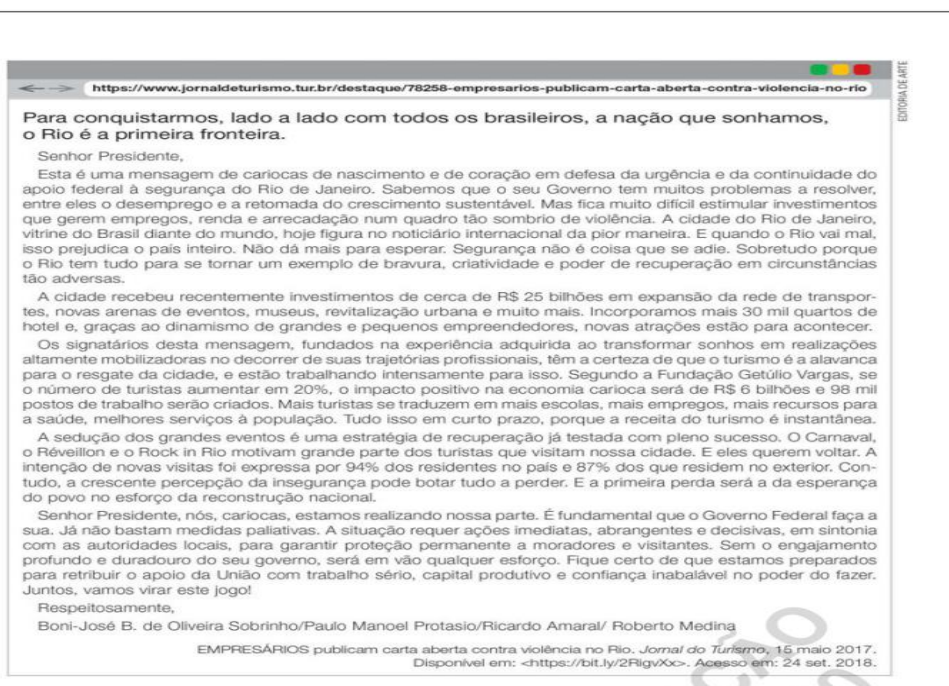 https://www.jornaldeturismo.tur.br/destaque/78258-empresarios-publicam-carta-aberta-contra-violencia-no-rio
EDITORIA DE ARTE
Para conquistarmos, lado a lado com todos os brasileiros, a nação que sonhamos,
o Rio é a primeira fronteira.
Senhor Presidente,
Esta é uma mensagem de cariocas de nascimento e de coração em defesa da urgência e da continuidade do
apoio federal à segurança do Rio de Janeiro. Sabemos que o seu Governo tem muitos problemas a resolver,
entre eles o desemprego e a retomada do crescimento sustentável. Mas fica muito difícil estimular investimentos
que gerem empregos, renda e arrecadação num quadro tão sombrio de violência. A cidade do Rio de Janeiro,
vitrine do Brasil diante do mundo, hoje figura no noticiário internacional da pior maneira. E quando o Rio vai mal,
isso prejudica o país inteiro. Não dá mais para esperar. Segurança não é coisa que se adie. Sobretudo porque
o Rio tem tudo para se tornar um exemplo de bravura, criatividade e poder de recuperação em circunstâncias
tão adversas.
A cidade recebeu recentemente investimentos de cerca de R$ 25 bilhões em expansão da rede de transpor-
tes, novas arenas de eventos, museus, revitalização urbana e muito mais. Incorporamos mais 30 mil quartos de
hotel e, graças ao dinamismo de grandes e pequenos empreendedores, novas atrações estão para acontecer.
Os signatários desta mensagem, fundados na experiência adquirida ao transformar sonhos em realizações
altamente mobilizadoras no decorrer de suas trajetórias profissionais, têm a certeza de que o turismo é a alavanca
para o resgate da cidade, e estão trabalhando intensamente para isso. Segundo a Fundação Getúlio Vargas, se
o número de turistas aumentar em 20%, o impacto positivo na economia carioca será de R$ 6 bilhões e 98 mil
postos de trabalho serão criados. Mais turistas se traduzem em mais escolas, mais empregos, mais recursos para
a saúde, melhores serviços à população. Tudo isso em curto prazo, porque a receita do turismo é instantânea.
A sedução dos grandes eventos é uma estratégia de recuperação já testada com pleno sucesso. O Carnaval,
o Réveillon e o Rock in Rio motivam grande parte dos turistas que visitam nossa cidade. E eles querem voltar. A
intenção de novas visitas foi expressa por 94% dos residentes no país e 87% dos que residem no exterior. Con-
tudo, a crescente percepção da insegurança pode botar tudo a perder. E a primeira perda será a da esperança
do povo no esforço da reconstrução nacional.
Senhor Presidente, nós, cariocas, estamos realizando nossa parte. É fundamental que o Governo Federal faça a
sua. Já não bastam medidas paliativas. A situação requer ações imediatas, abrangentes e decisivas, em sintonia
com as autoridades locais, para garantir proteção permanente a moradores e visitantes. Sem o engajamento
profundo e duradouro do seu governo, será em vão qualquer esforço. Fique certo de que estamos preparados
para retribuir o apoio da União com trabalho sério, capital produtivo e confiança inabalável no poder do fazer.
Juntos, vamos virar este jogo!
Respeitosamente,
Boni-José B. de Oliveira Sobrinho/Paulo Manoel Protasio/Ricardo Amaral/ Roberto Medina
EMPRESÁRIOS publicam carta aberta contra violência no Rio. Jornal do Turismo, 15 maio 2017.
Disponível em: <https://bit.ly/2RigvXx>. Acesso em: 24 set. 2018.